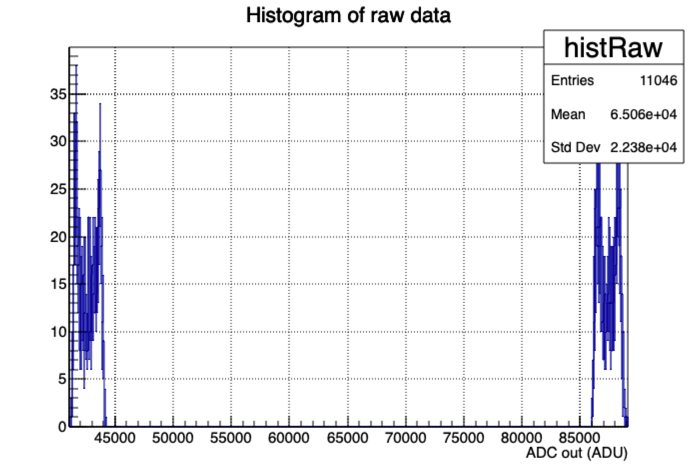 Histogram of raw data
histRaw
Entries 11046
Mean 6.506e+04
Std Dev 2.238e+04
35
30
25
20
15
10
5
0
45000 50000 55000 60000 65000 70000 75000 80000 85000
ADC out (ADU)